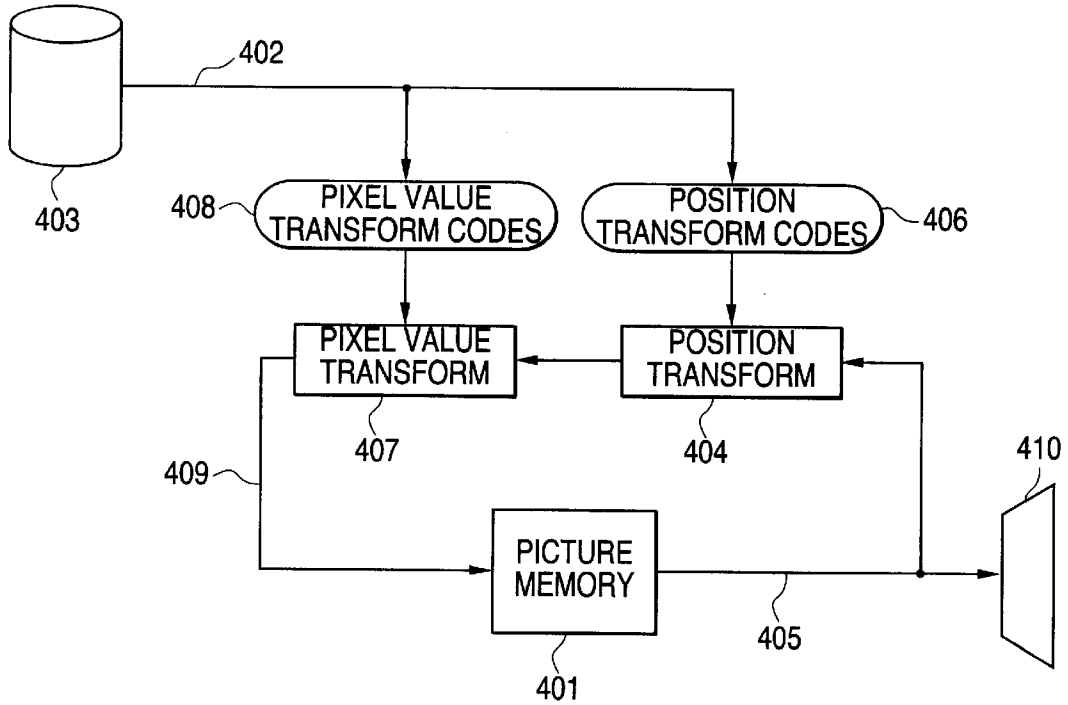 402
403
408
PIXEL VALUE
TRANSFORM CODES
POSITION
TRANSFORM CODES
406
PIXEL VALUE
TRANSFORM
POSITION
TRANSFORM
407
404
409
410
PICTURE
MEMORY
405
401